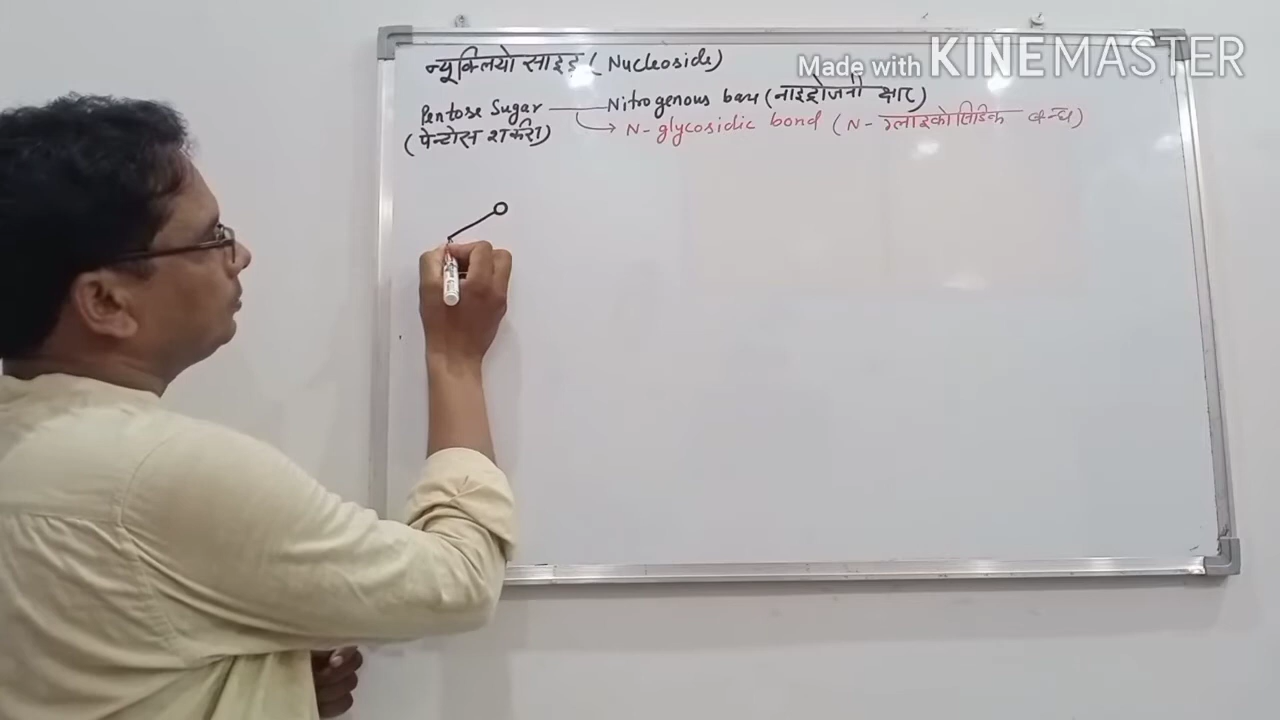 न्यूक्लियोसाइड (Nucleoside)
Made with KINEMASTER
Pentose Sugar — Nitrogenous base (नाइट्रोजनी क्षार)
(पेन्टोस शर्करा)
→ N-glycosidic bond (N-ग्लाइकोसिडिक बन्ध)